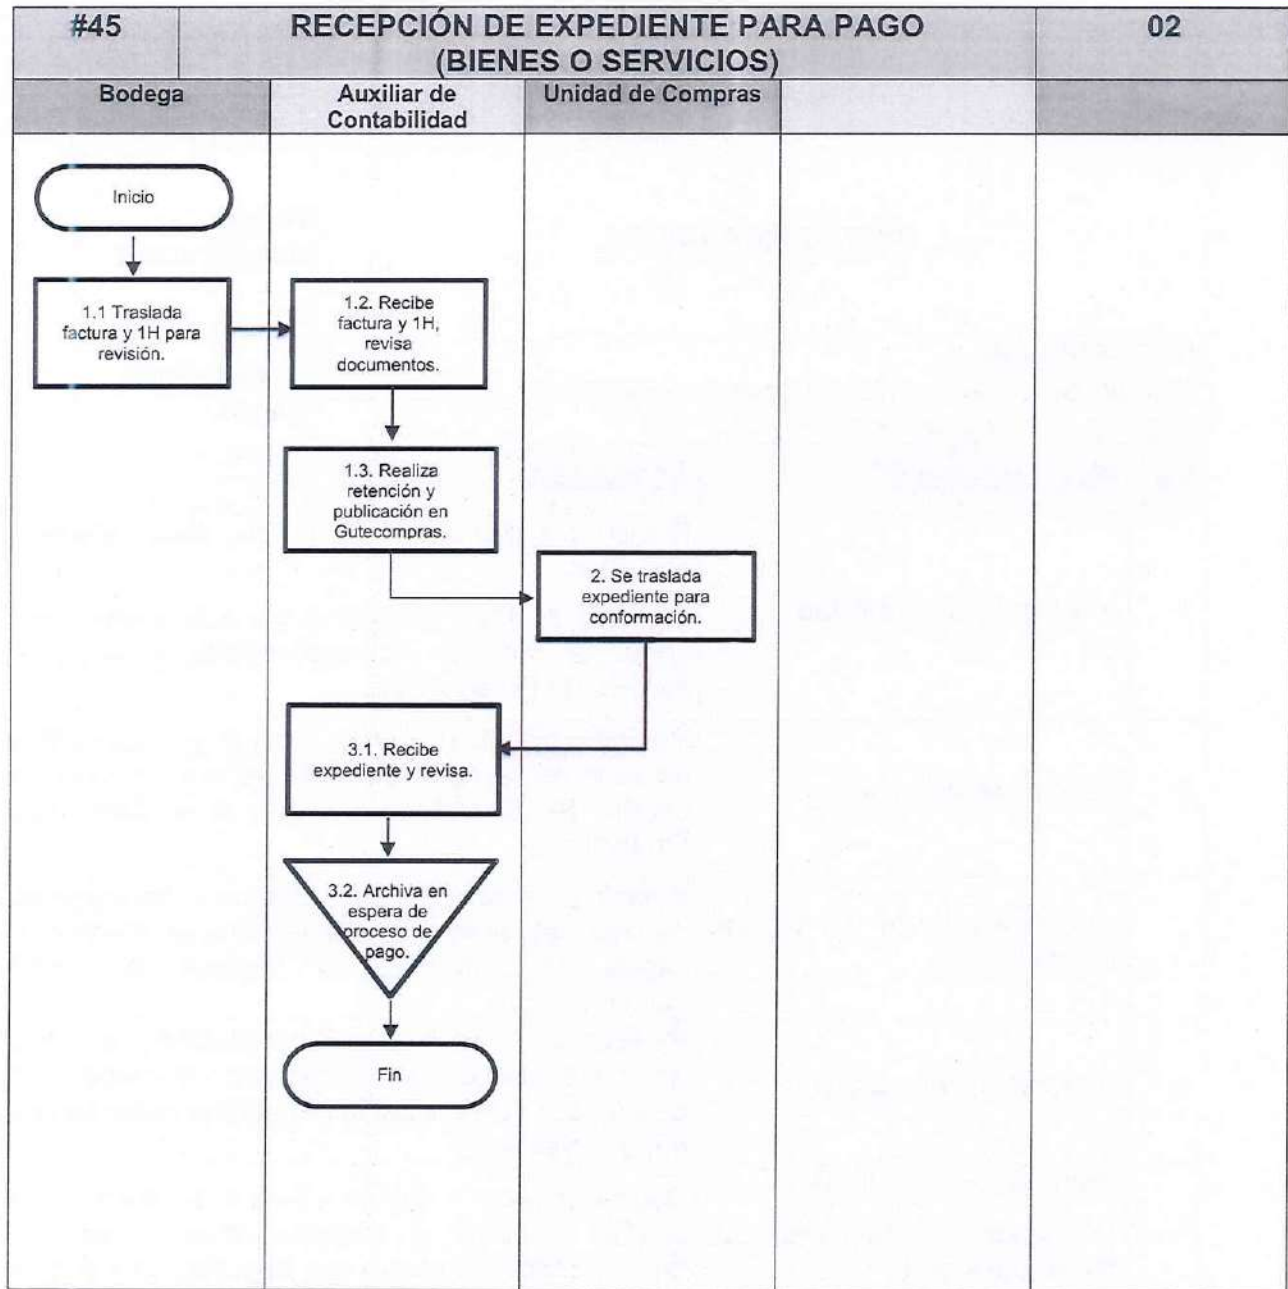 #45
RECEPCIÓN DE EXPEDIENTE PARA PAGO
(BIENES O SERVICIOS)
02
Bodega
Auxiliar de
Contabilidad
Unidad de Compras
Inicio
1.1 Traslada
factura y 1H para
revisión.
1.2. Recibe
factura y 1H,
revisa
documentos.
1.3. Realiza
retención y
publicación en
Gutecompras.
2. Se traslada
expediente para
conformación.
3.1. Recibe
expediente y revisa.
3.2. Archiva en
espera de
proceso de
pago.
Fin